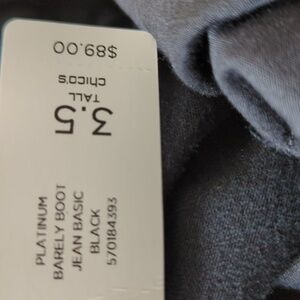 $89.00
chico's
TALL
3.5
PLATINUM
BARELY BOOT
JEAN BASIC
BLACK
570184393